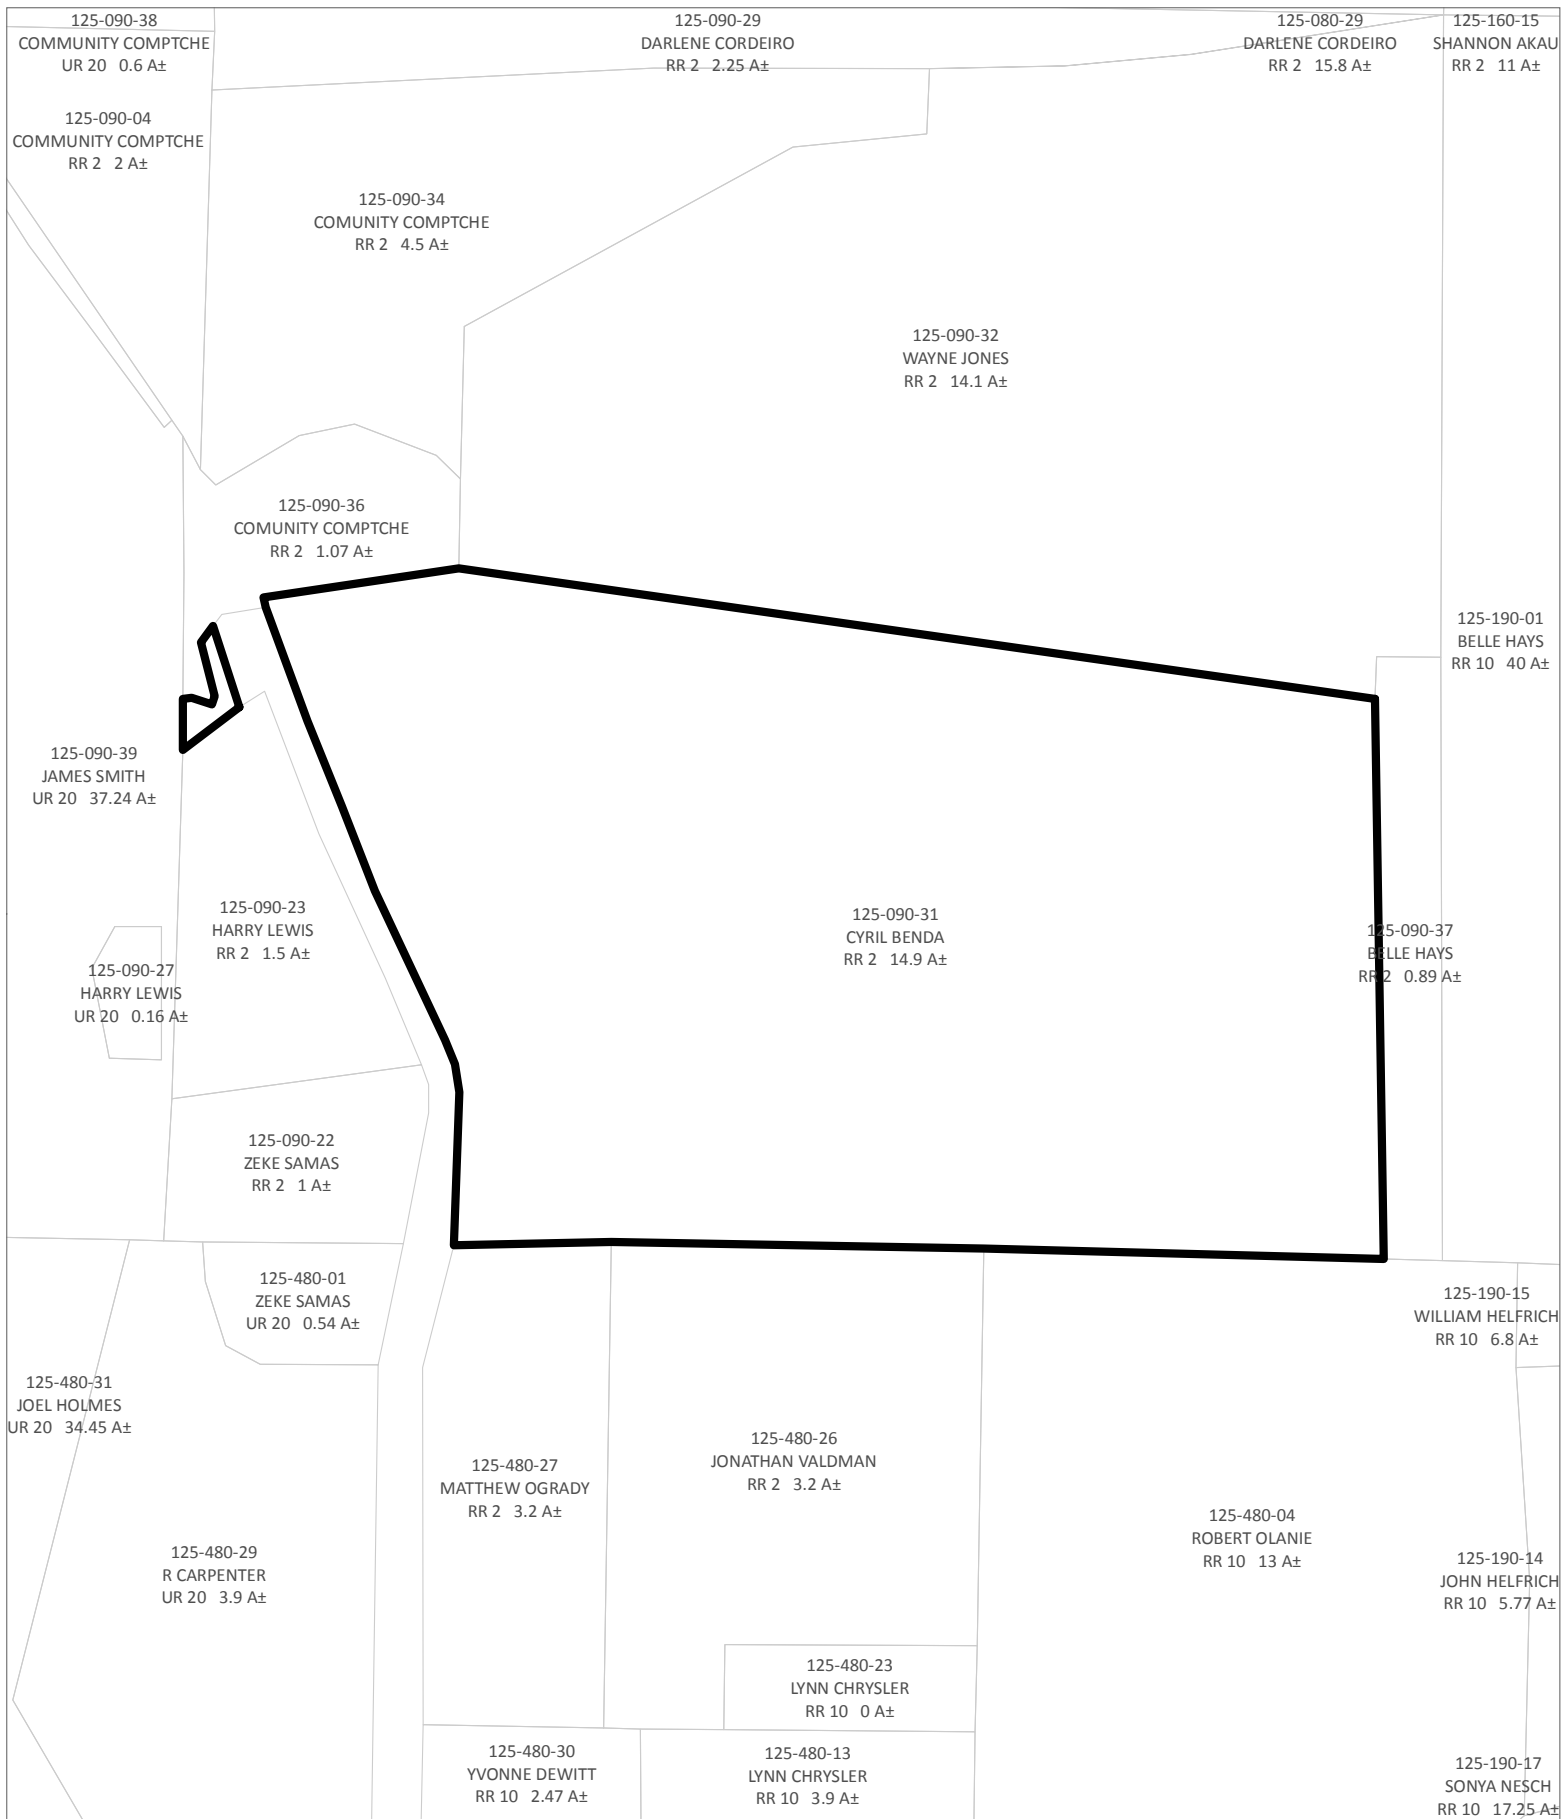 125-090-38
COMMUNITY COMPTCHE
UR 20 0.6 A±
125-090-29
DARLENE CORDEIRO
RR 2 2.25 A±
125-080-29
DARLENE CORDEIRO
RR 2 15.8 A±
125-160-15
SHANNON AKAU
RR 2 11 A±
125-090-04
COMMUNITY COMPTCHE
RR 2 2 A±
125-090-34
COMUNITY COMPTCHE
RR 2 4.5 A±
125-090-32
WAYNE JONES
RR 2 14.1 A±
125-090-36
COMUNITY COMPTCHE
RR 2 1.07 A±
125-190-01
BELLE HAYS
RR 10 40 A±
125-090-39
JAMES SMITH
UR 20 37.24 A±
125-090-23
HARRY LEWIS
RR 2 1.5 A±
125-090-31
CYRIL BENDA
RR 2 14.9 A±
125-090-37
BELLE HAYS
RR 2 0.89 A±
125-090-27
HARRY LEWIS
UR 20 0.16 A±
125-090-22
ZEKE SAMAS
RR 2 1 A±
125-480-01
ZEKE SAMAS
UR 20 0.54 A±
125-190-15
WILLIAM HELFRICH
RR 10 6.8 A±
125-480-31
JOEL HOLMES
UR 20 34.45 A±
125-480-27
MATTHEW OGRADY
RR 2 3.2 A±
125-480-26
JONATHAN VALDMAN
RR 2 3.2 A±
125-480-04
ROBERT OLANIE
RR 10 13 A±
125-480-29
R CARPENTER
UR 20 3.9 A±
125-190-14
JOHN HELFRICH
RR 10 5.77 A±
125-480-23
LYNN CHRYSLER
RR 10 0 A±
125-480-30
YVONNE DEWITT
RR 10 2.47 A±
125-480-13
LYNN CHRYSLER
RR 10 3.9 A±
125-190-17
SONYA NESCH
RR 10 17.25 A±